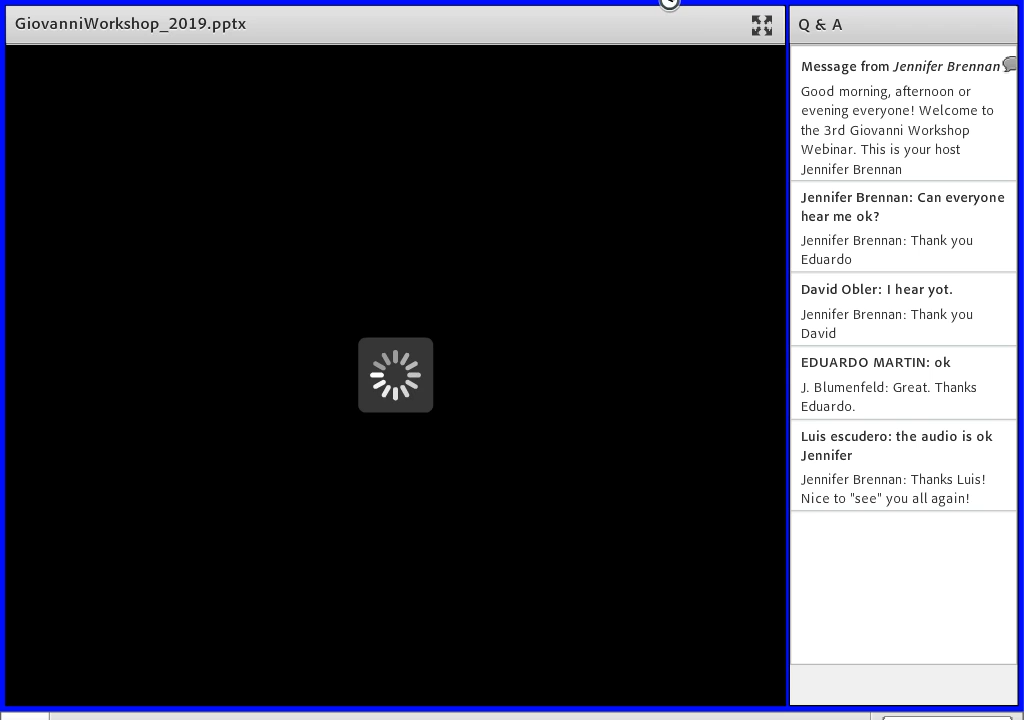 GiovanniWorkshop_2019.pptx
Q & A
Message from Jennifer Brennan
Good morning, afternoon or
evening everyone! Welcome to
the 3rd Giovanni Workshop
Webinar. This is your host
Jennifer Brennan
Jennifer Brennan: Can everyone
hear me ok?
Jennifer Brennan: Thank you
Eduardo
David Obler: I hear yot.
Jennifer Brennan: Thank you
David
EDUARDO MARTIN: ok
J. Blumenfeld: Great. Thanks
Eduardo.
Luis escudero: the audio is ok
Jennifer
Jennifer Brennan: Thanks Luis!
Nice to "see" you all again!